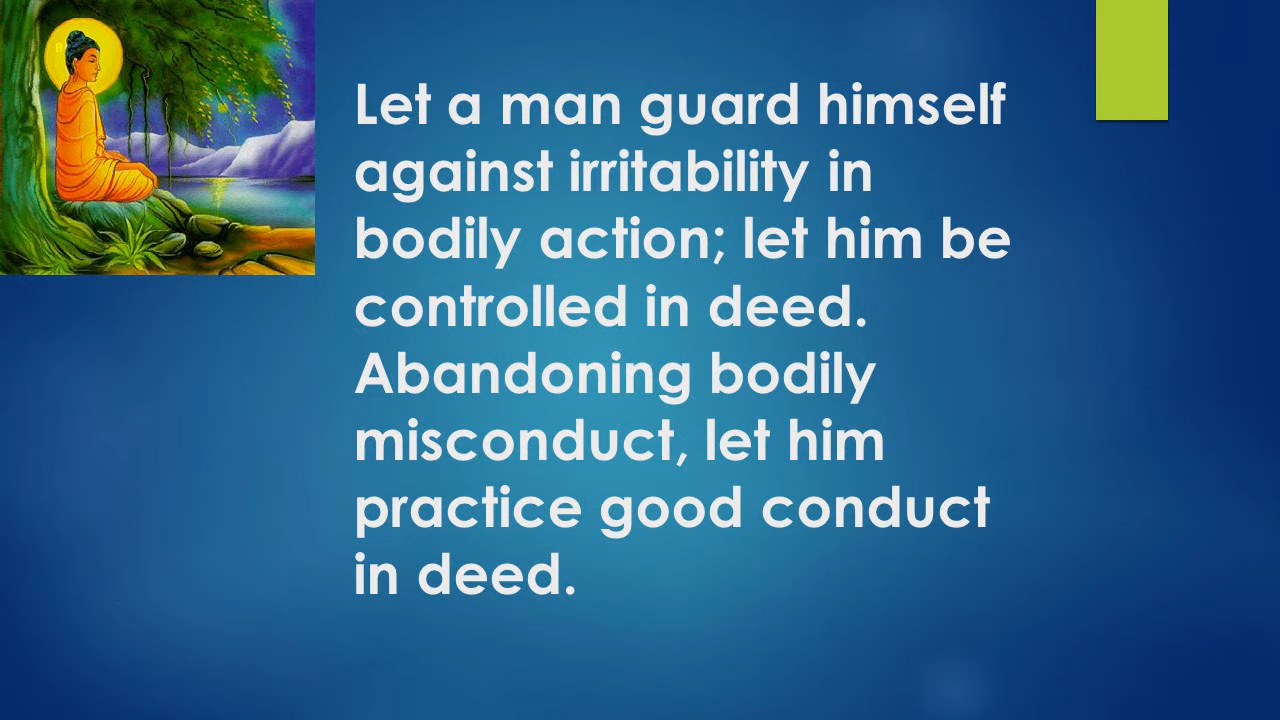 Let a man guard himself
against irritability in
bodily action; let him be
controlled in deed.
Abandoning bodily
misconduct, let him
practice good conduct
in deed.